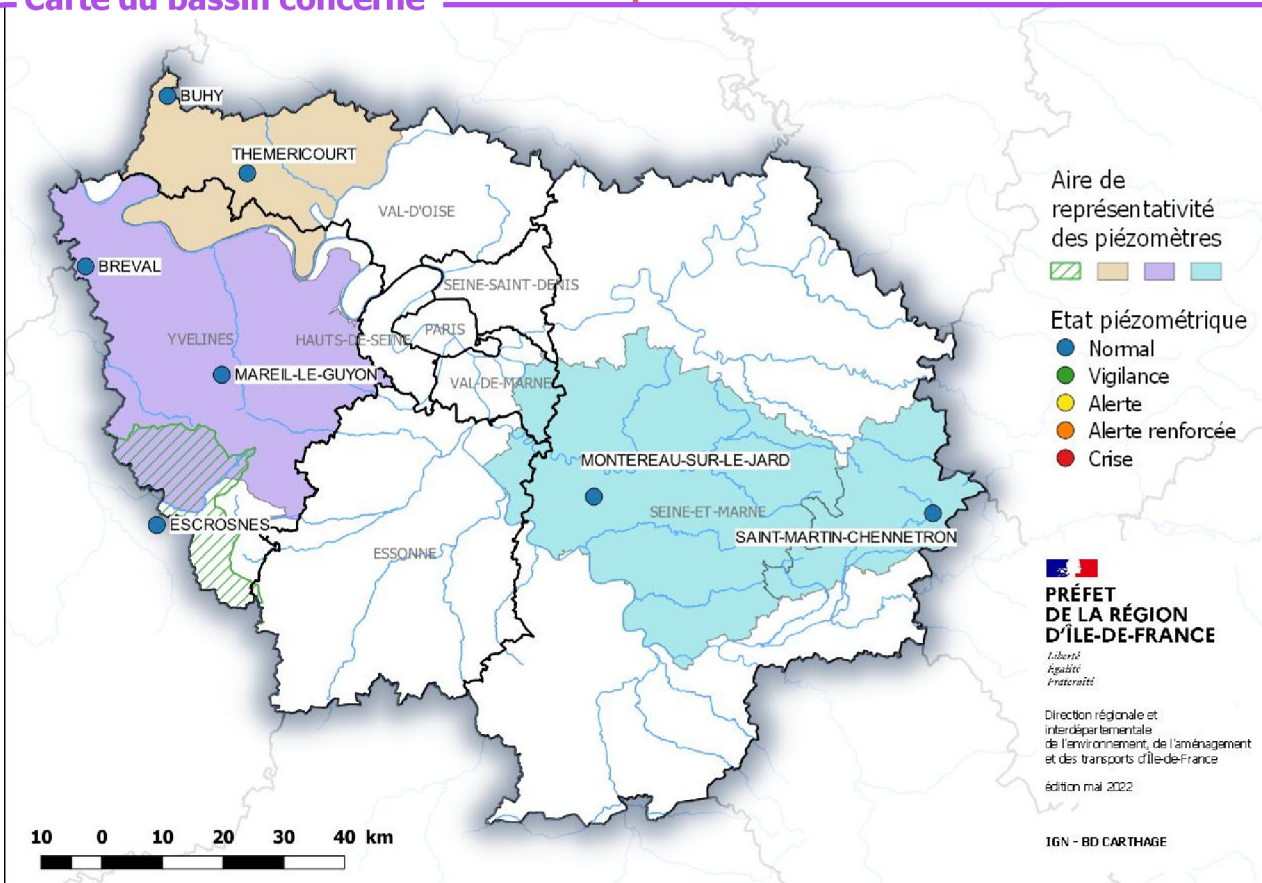 Carte du bassin concerné
BUHY
THEMERICOURT
VAL-D'OISE
BREVAL
SEINE-SAINT-DENIS
YVELINES
HAUTS-DE-SEINE
PARIS
MAREIL-LE-GUYON
VAL-DE-MARNE
MONTEREAU-SUR-LE-JARD
SEINE-ET-MARNE
ESCROSNES
SAINT-MARTIN-CHENNETRON
ESSONNE
10 0 10 20 30 40 km
Aire de
représentativité
des piézomètres
Etat piézométrique
Normal
Vigilance
Alerte
Alerte renforcée
Crise
PRÉFET
DE LA RÉGION
D'ÎLE-DE-FRANCE
Liberté
Égalité
Fraternité
Direction régionale et
interdépartementale
de l'environnement, de l'aménagement
et des transports d'Île-de-France
édition mai 2022
IGN - BD CARTHAGE